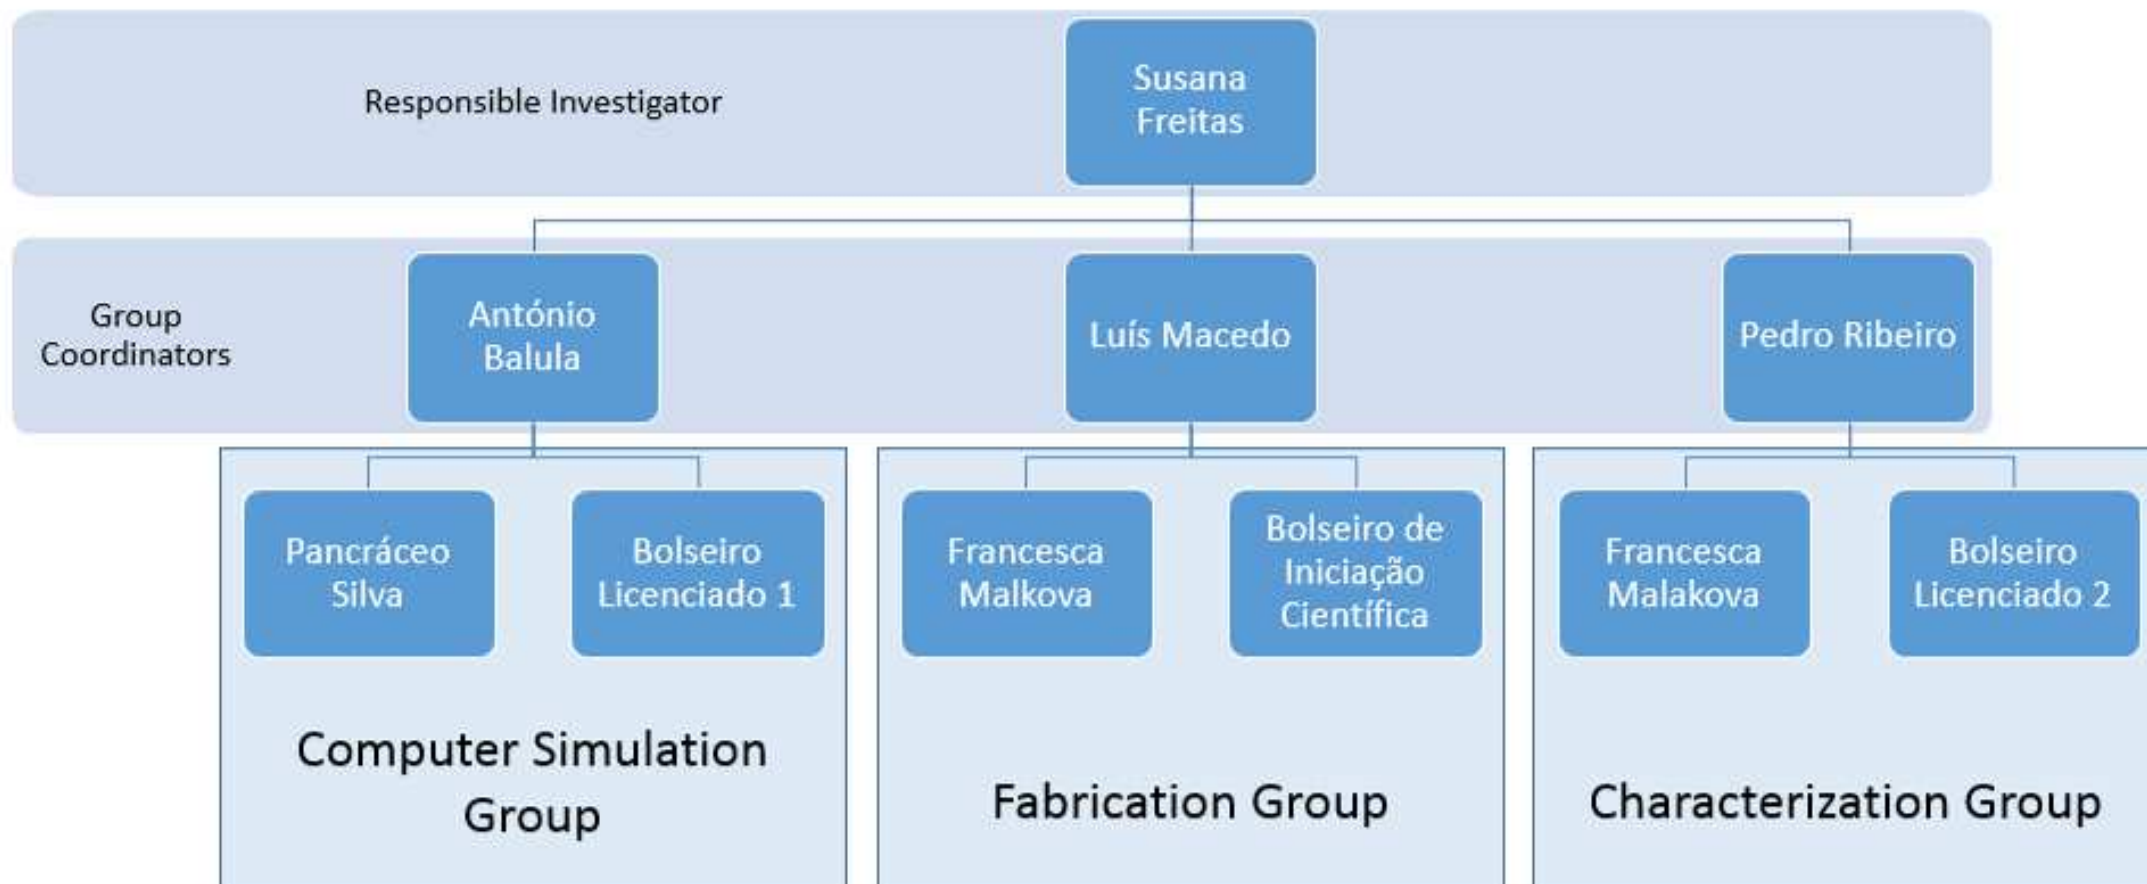 Responsible Investigator
Susana
Freitas
Group
Coordinators
António
Balula
Luís Macedo
Pedro Ribeiro
Pancráceo
Silva
Bolseiro
Licenciado 1
Francesca
Malkova
Bolseiro de
Iniciação
Científica
Francesca
Malakova
Bolseiro
Licenciado 2
Computer Simulation
Group
Fabrication Group
Characterization Group